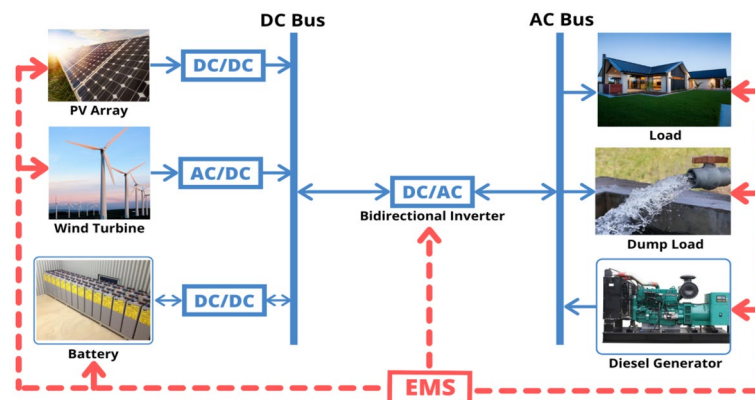 DC Bus
AC Bus
DC/DC
PV Array
Load
AC/DC
DC/AC
Wind Turbine
Bidirectional Inverter
Dump Load
DC/DC
Battery
Diesel Generator
EMS